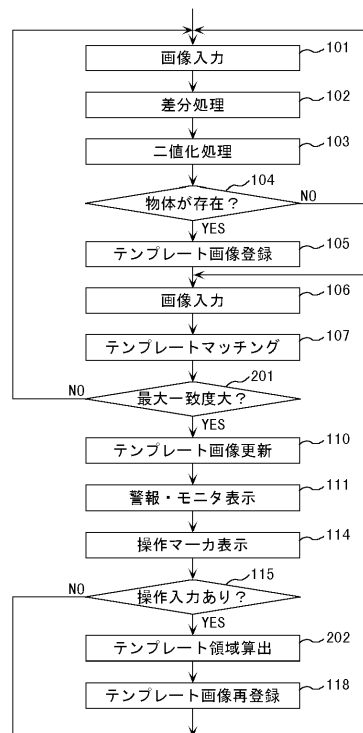 画像入力 101
差分処理 102
二値化処理 103
物体が存在？ 104
NO
YES
テンプレート画像登録 105
画像入力 106
テンプレートマッチング 107
最大一致度大？ 201
NO
YES
テンプレート画像更新 110
警報・モニタ表示 111
操作マーカ表示 114
操作入力あり？ 115
NO
YES
テンプレート領域算出 202
テンプレート画像再登録 118